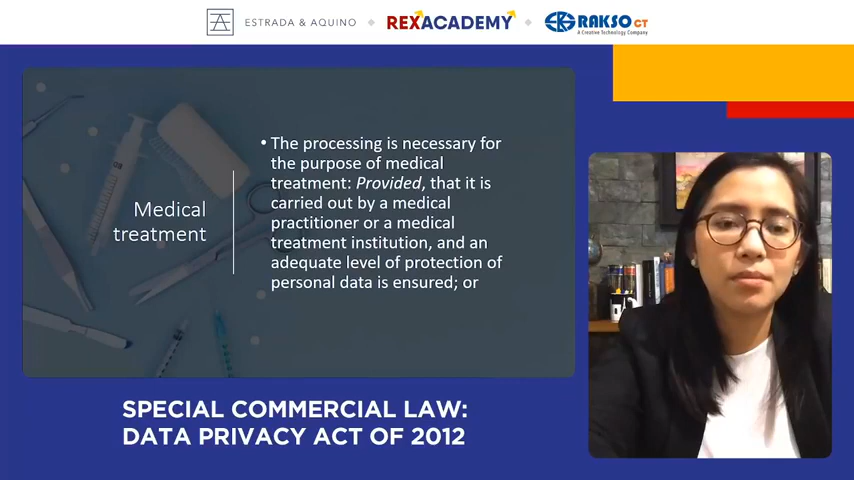 ESTRADA & AQUINO
REXACADEMY
RAKSO CT
A Creative Technology Company
Medical
treatment
• The processing is necessary for
the purpose of medical
treatment: Provided, that it is
carried out by a medical
practitioner or a medical
treatment institution, and an
adequate level of protection of
personal data is ensured; or
SPECIAL COMMERCIAL LAW:
DATA PRIVACY ACT OF 2012